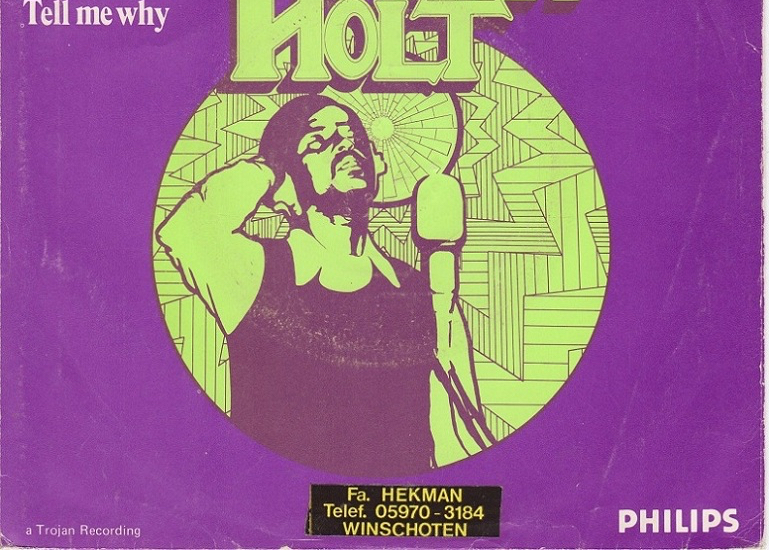 Tell me why
HOLT
a Trojan Recording
Fa. HEKMAN
Telef. 05970-3184
WINSCHOTEN
PHILIPS